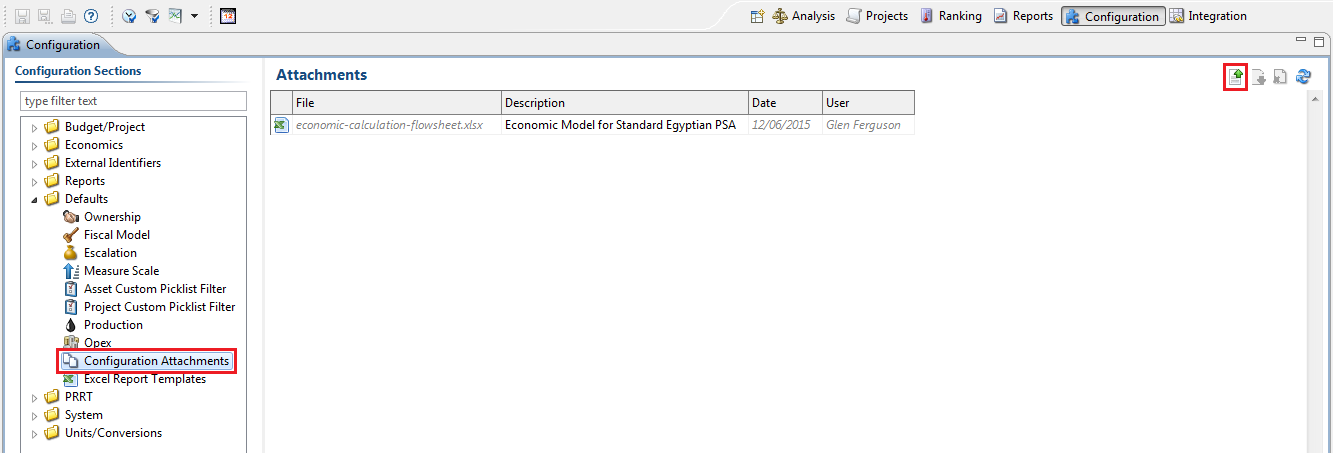 12
Analysis
Projects
Ranking
Reports
Configuration
Integration
Configuration
Configuration Sections
type filter text
Budget/Project
Economics
External Identifiers
Reports
Defaults
Ownership
Fiscal Model
Escalation
Measure Scale
Asset Custom Picklist Filter
Project Custom Picklist Filter
Production
Opex
Configuration Attachments
Excel Report Templates
PRRT
System
Units/Conversions
Attachments
File Description Date User
economic-calculation-flowsheet.xlsx Economic Model for Standard Egyptian PSA 12/06/2015 Glen Ferguson